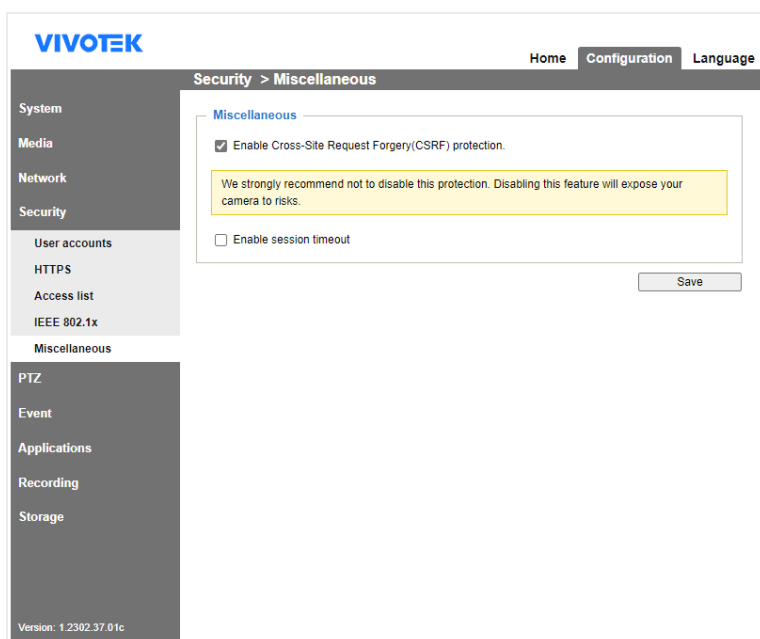 VIVOTEK
Home Configuration Language
Security > Miscellaneous
System
Media
Network
Security
User accounts
HTTPS
Access list
IEEE 802.1x
Miscellaneous
PTZ
Event
Applications
Recording
Storage
Version: 1.2302.37.01c
Miscellaneous
Enable Cross-Site Request Forgery(CSRF) protection.
We strongly recommend not to disable this protection. Disabling this feature will expose your
camera to risks.
Enable session timeout
Save